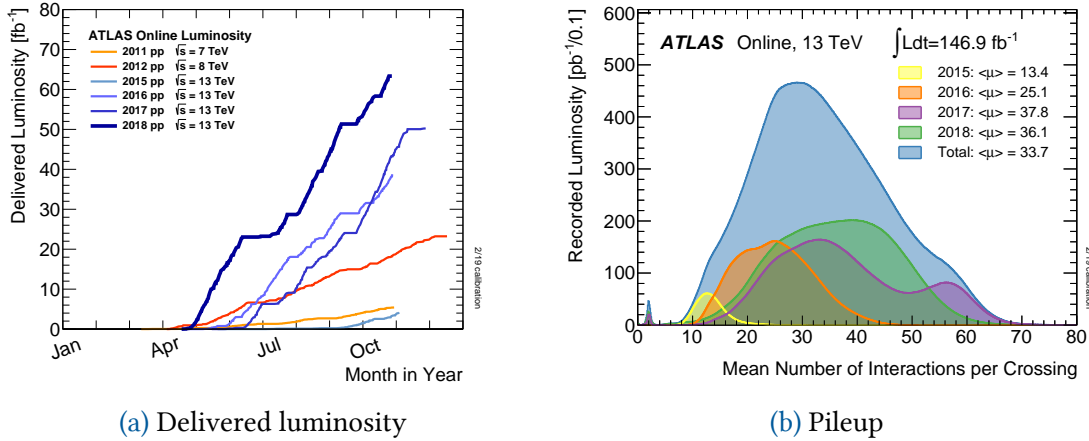 Delivered Luminosity [fb⁻¹]
80
70
60
50
40
30
20
10
0
ATLAS Online Luminosity
2011 pp √s = 7 TeV
2012 pp √s = 8 TeV
2015 pp √s = 13 TeV
2016 pp √s = 13 TeV
2017 pp √s = 13 TeV
2018 pp √s = 13 TeV
2/19 calibration
Jan Apr Jul Oct
Month in Year
(a) Delivered luminosity
Recorded Luminosity [pb⁻¹/0.1]
600
500
400
300
200
100
0
ATLAS Online, 13 TeV ∫Ldt=146.9 fb⁻¹
2015: <μ> = 13.4
2016: <μ> = 25.1
2017: <μ> = 37.8
2018: <μ> = 36.1
Total: <μ> = 33.7
2/19 calibration
0 10 20 30 40 50 60 70 80
Mean Number of Interactions per Crossing
(b) Pileup